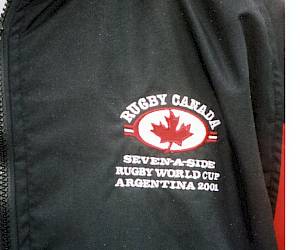 RUGBY CANADA
SEVEN-A-SIDE
RUGBY WORLD CUP
ARGENTINA 2001